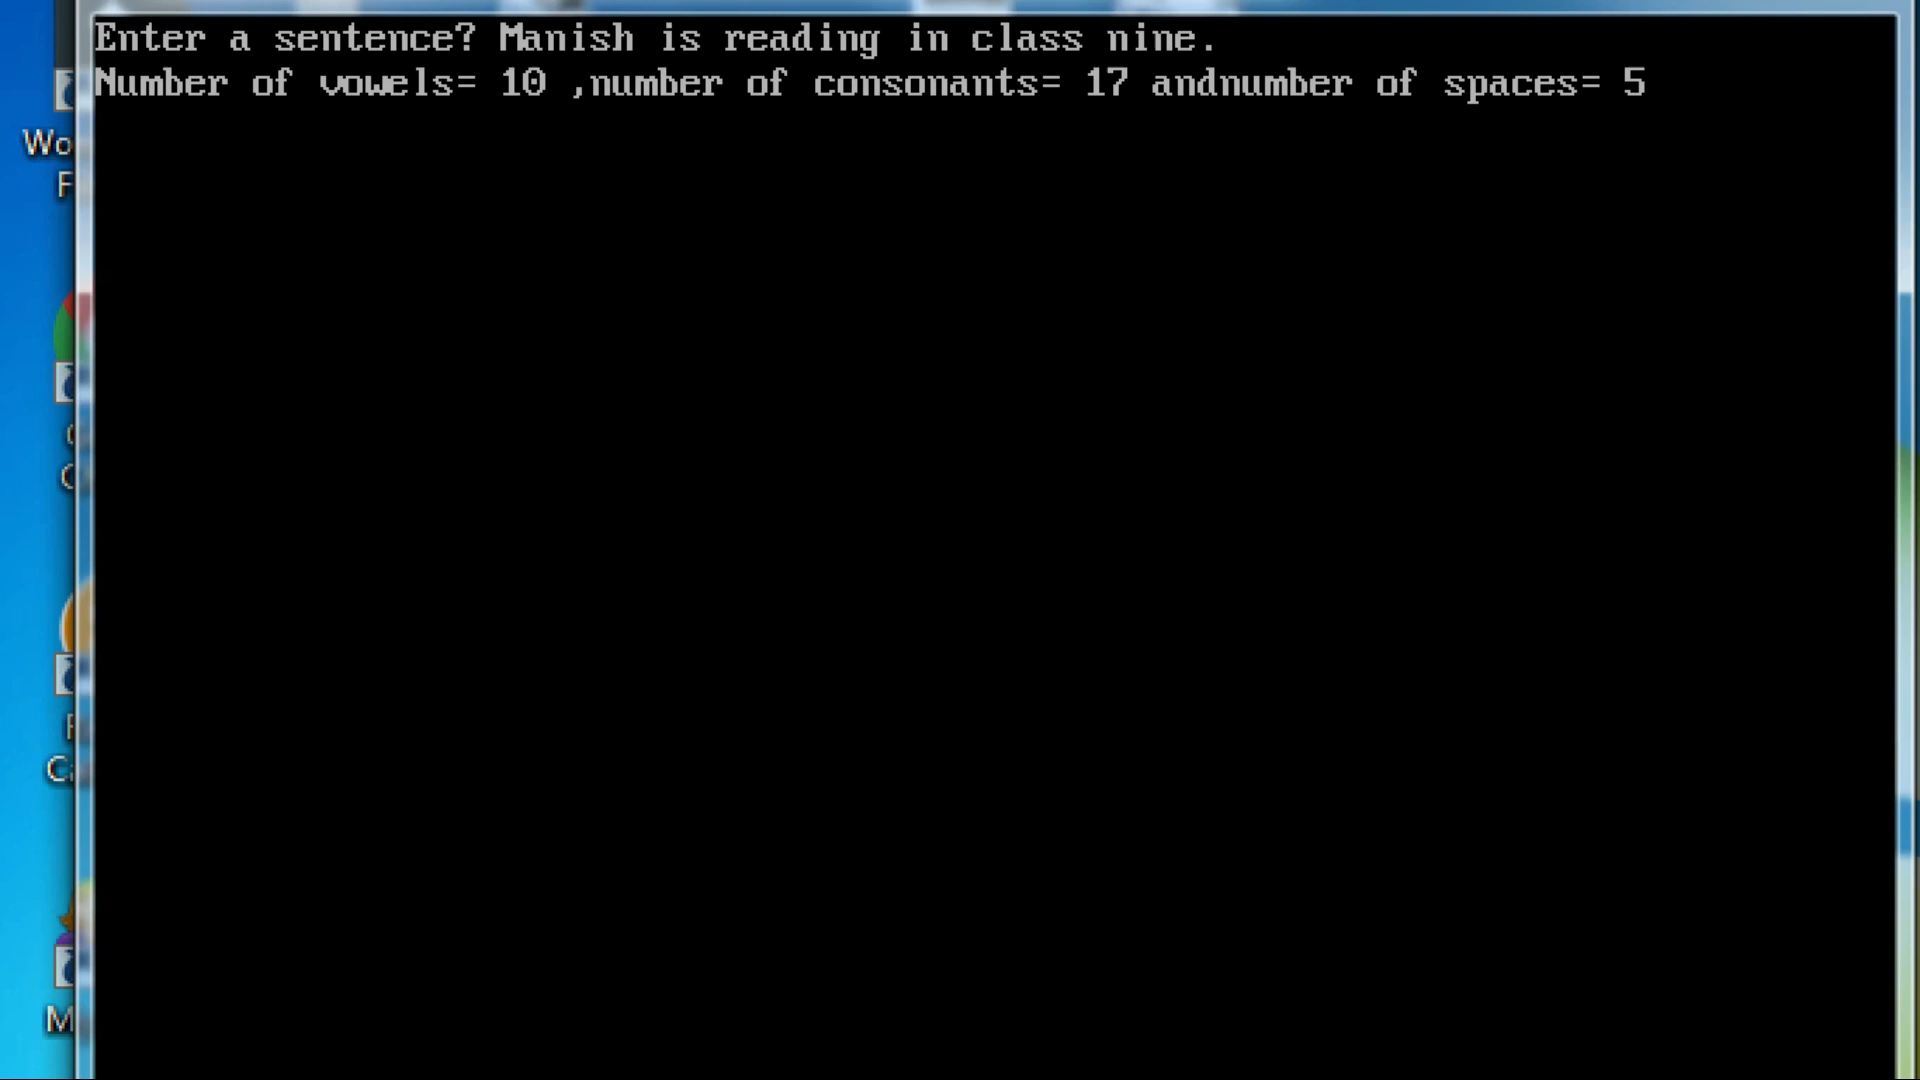 Enter a sentence? Manish is reading in class nine.
Number of vowels= 10 ,number of consonants= 17 andnumber of spaces= 5